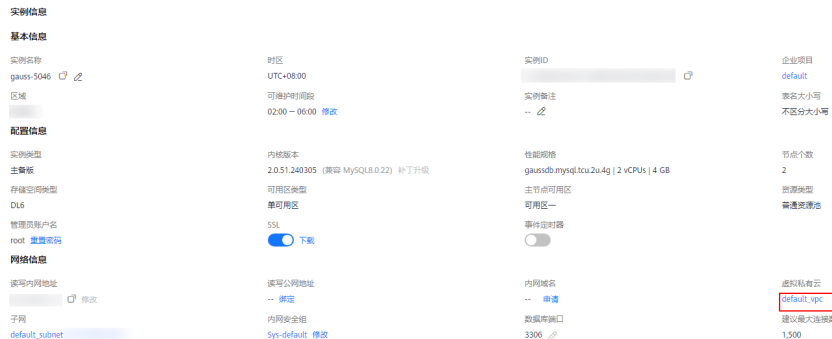 实例信息
基本信息
实例名称 时区 实例ID 企业项目
gauss-5046 UTC+08:00 default
区域 可维护时间段 实例备注 表名大小写
02:00 — 06:00 修改 -- 不区分大小写
配置信息
实例类型 内核版本 性能规格 节点个数
主备版 2.0.51.240305 (兼容 MySQL8.0.22) 补丁升级 gaussdb.mysql.tcu.2u.4g | 2 vCPUs | 4 GB 2
存储空间类型 可用区类型 主节点可用区 资源类型
DL6 单可用区 可用区一 普通资源池
管理员账户名 SSL 事件定时器
root 重置密码 下载
网络信息
读写内网地址 读写公网地址 内网域名 虚拟私有云
修改 -- 绑定 -- 申请 default_vpc
子网 内网安全组 数据库端口 建议最大连接数
default_subnet Sys-default 修改 3306 1,500